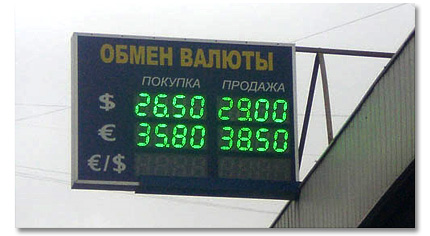 ОБМЕН ВАЛЮТЫ
ПОКУПКА ПРОДАЖА
$ 26.50 29.00
€ 35.80 38.50
€/$